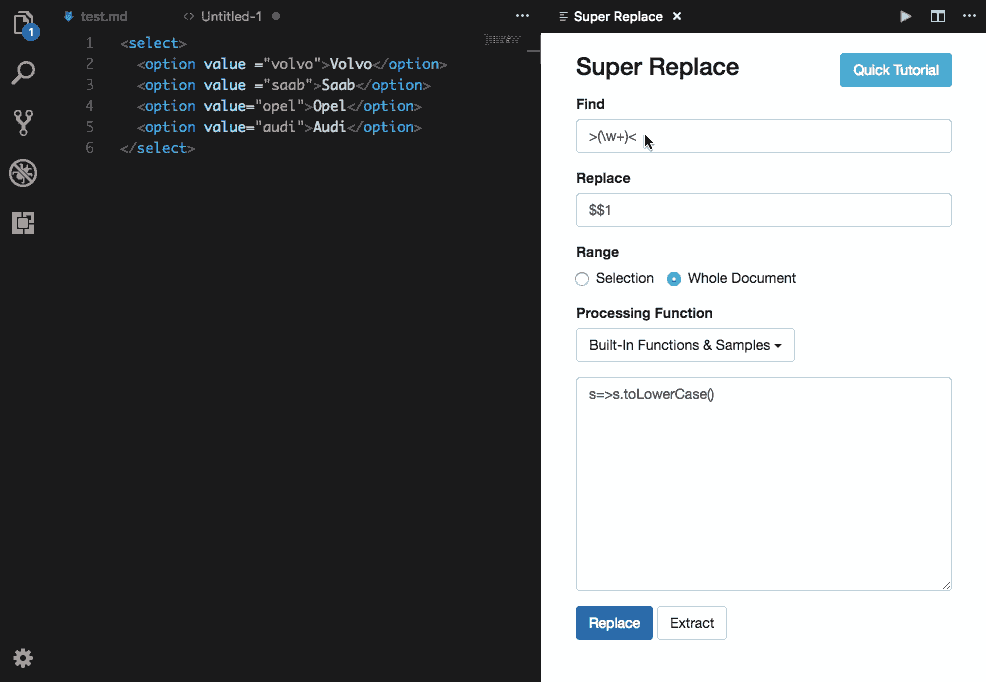 1
test.md
<> Untitled-1
1 <select>
2 <option value ="volvo">Volvo</option>
3 <option value ="saab">Saab</option>
4 <option value="opel">Opel</option>
5 <option value="audi">Audi</option>
6 </select>
Super Replace
Super Replace
Quick Tutorial
Find
>(\w+)<
Replace
$$1
Range
Selection Whole Document
Processing Function
Built-In Functions & Samples
s=>s.toLowerCase()
Replace Extract